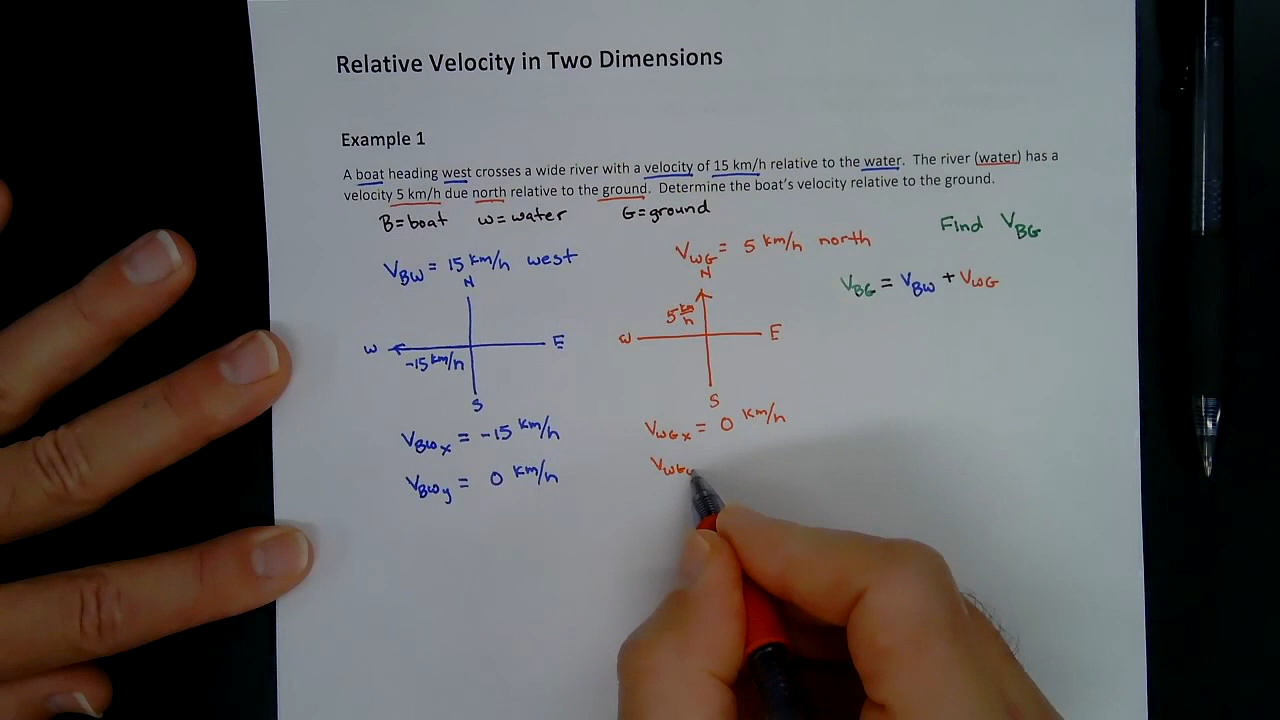 Relative Velocity in Two Dimensions
Example 1
A boat heading west crosses a wide river with a velocity of 15 km/h relative to the water. The river (water) has a
velocity 5 km/h due north relative to the ground. Determine the boat's velocity relative to the ground.
B=boat w=water G=ground
Find VBG
VBW = 15 km/h west
VWG = 5 km/h north
VBG = VBW + VWG
N
W E
-15 km/h
S
N
5 km/h
W E
S
VBWx = -15 km/h
VBWy = 0 km/h
VWGx = 0 km/h
VWG